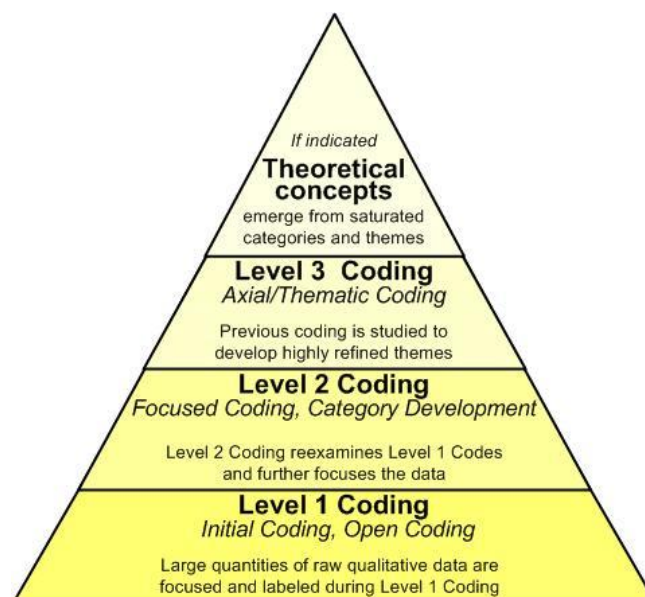 If indicated
Theoretical
concepts
emerge from saturated
categories and themes
Level 3 Coding
Axial/Thematic Coding
Previous coding is studied to
develop highly refined themes
Level 2 Coding
Focused Coding, Category Development
Level 2 Coding reexamines Level 1 Codes
and further focuses the data
Level 1 Coding
Initial Coding, Open Coding
Large quantities of raw qualitative data are
focused and labeled during Level 1 Coding